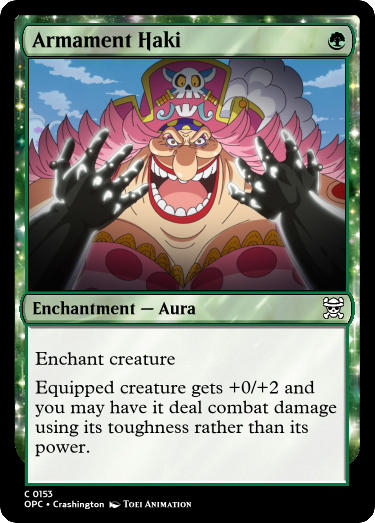 Armament Haki
Enchantment — Aura
Enchant creature
Equipped creature gets +0/+2 and
you may have it deal combat damage
using its toughness rather than its
power.
C 0153
OPC • Crashington Toei Animation